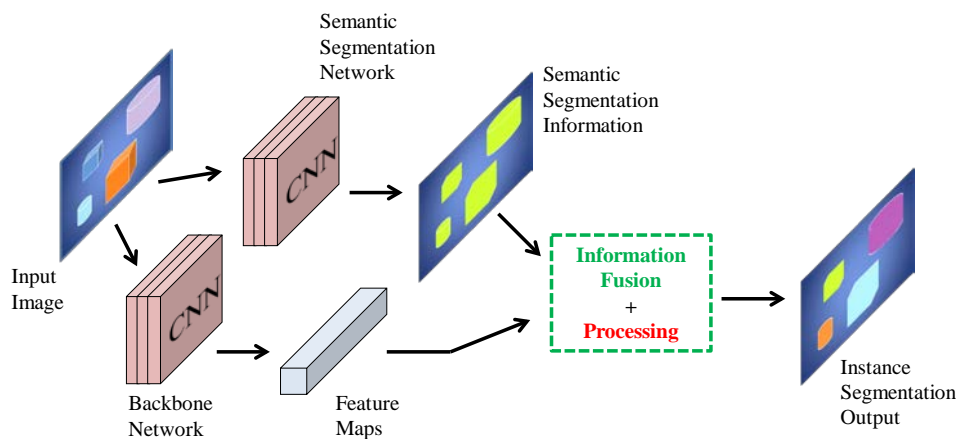 Semantic
Segmentation
Network
Semantic
Segmentation
Information
CNN
Input
Image
CNN
Information
Fusion
+
Processing
Backbone
Network
Feature
Maps
Instance
Segmentation
Output